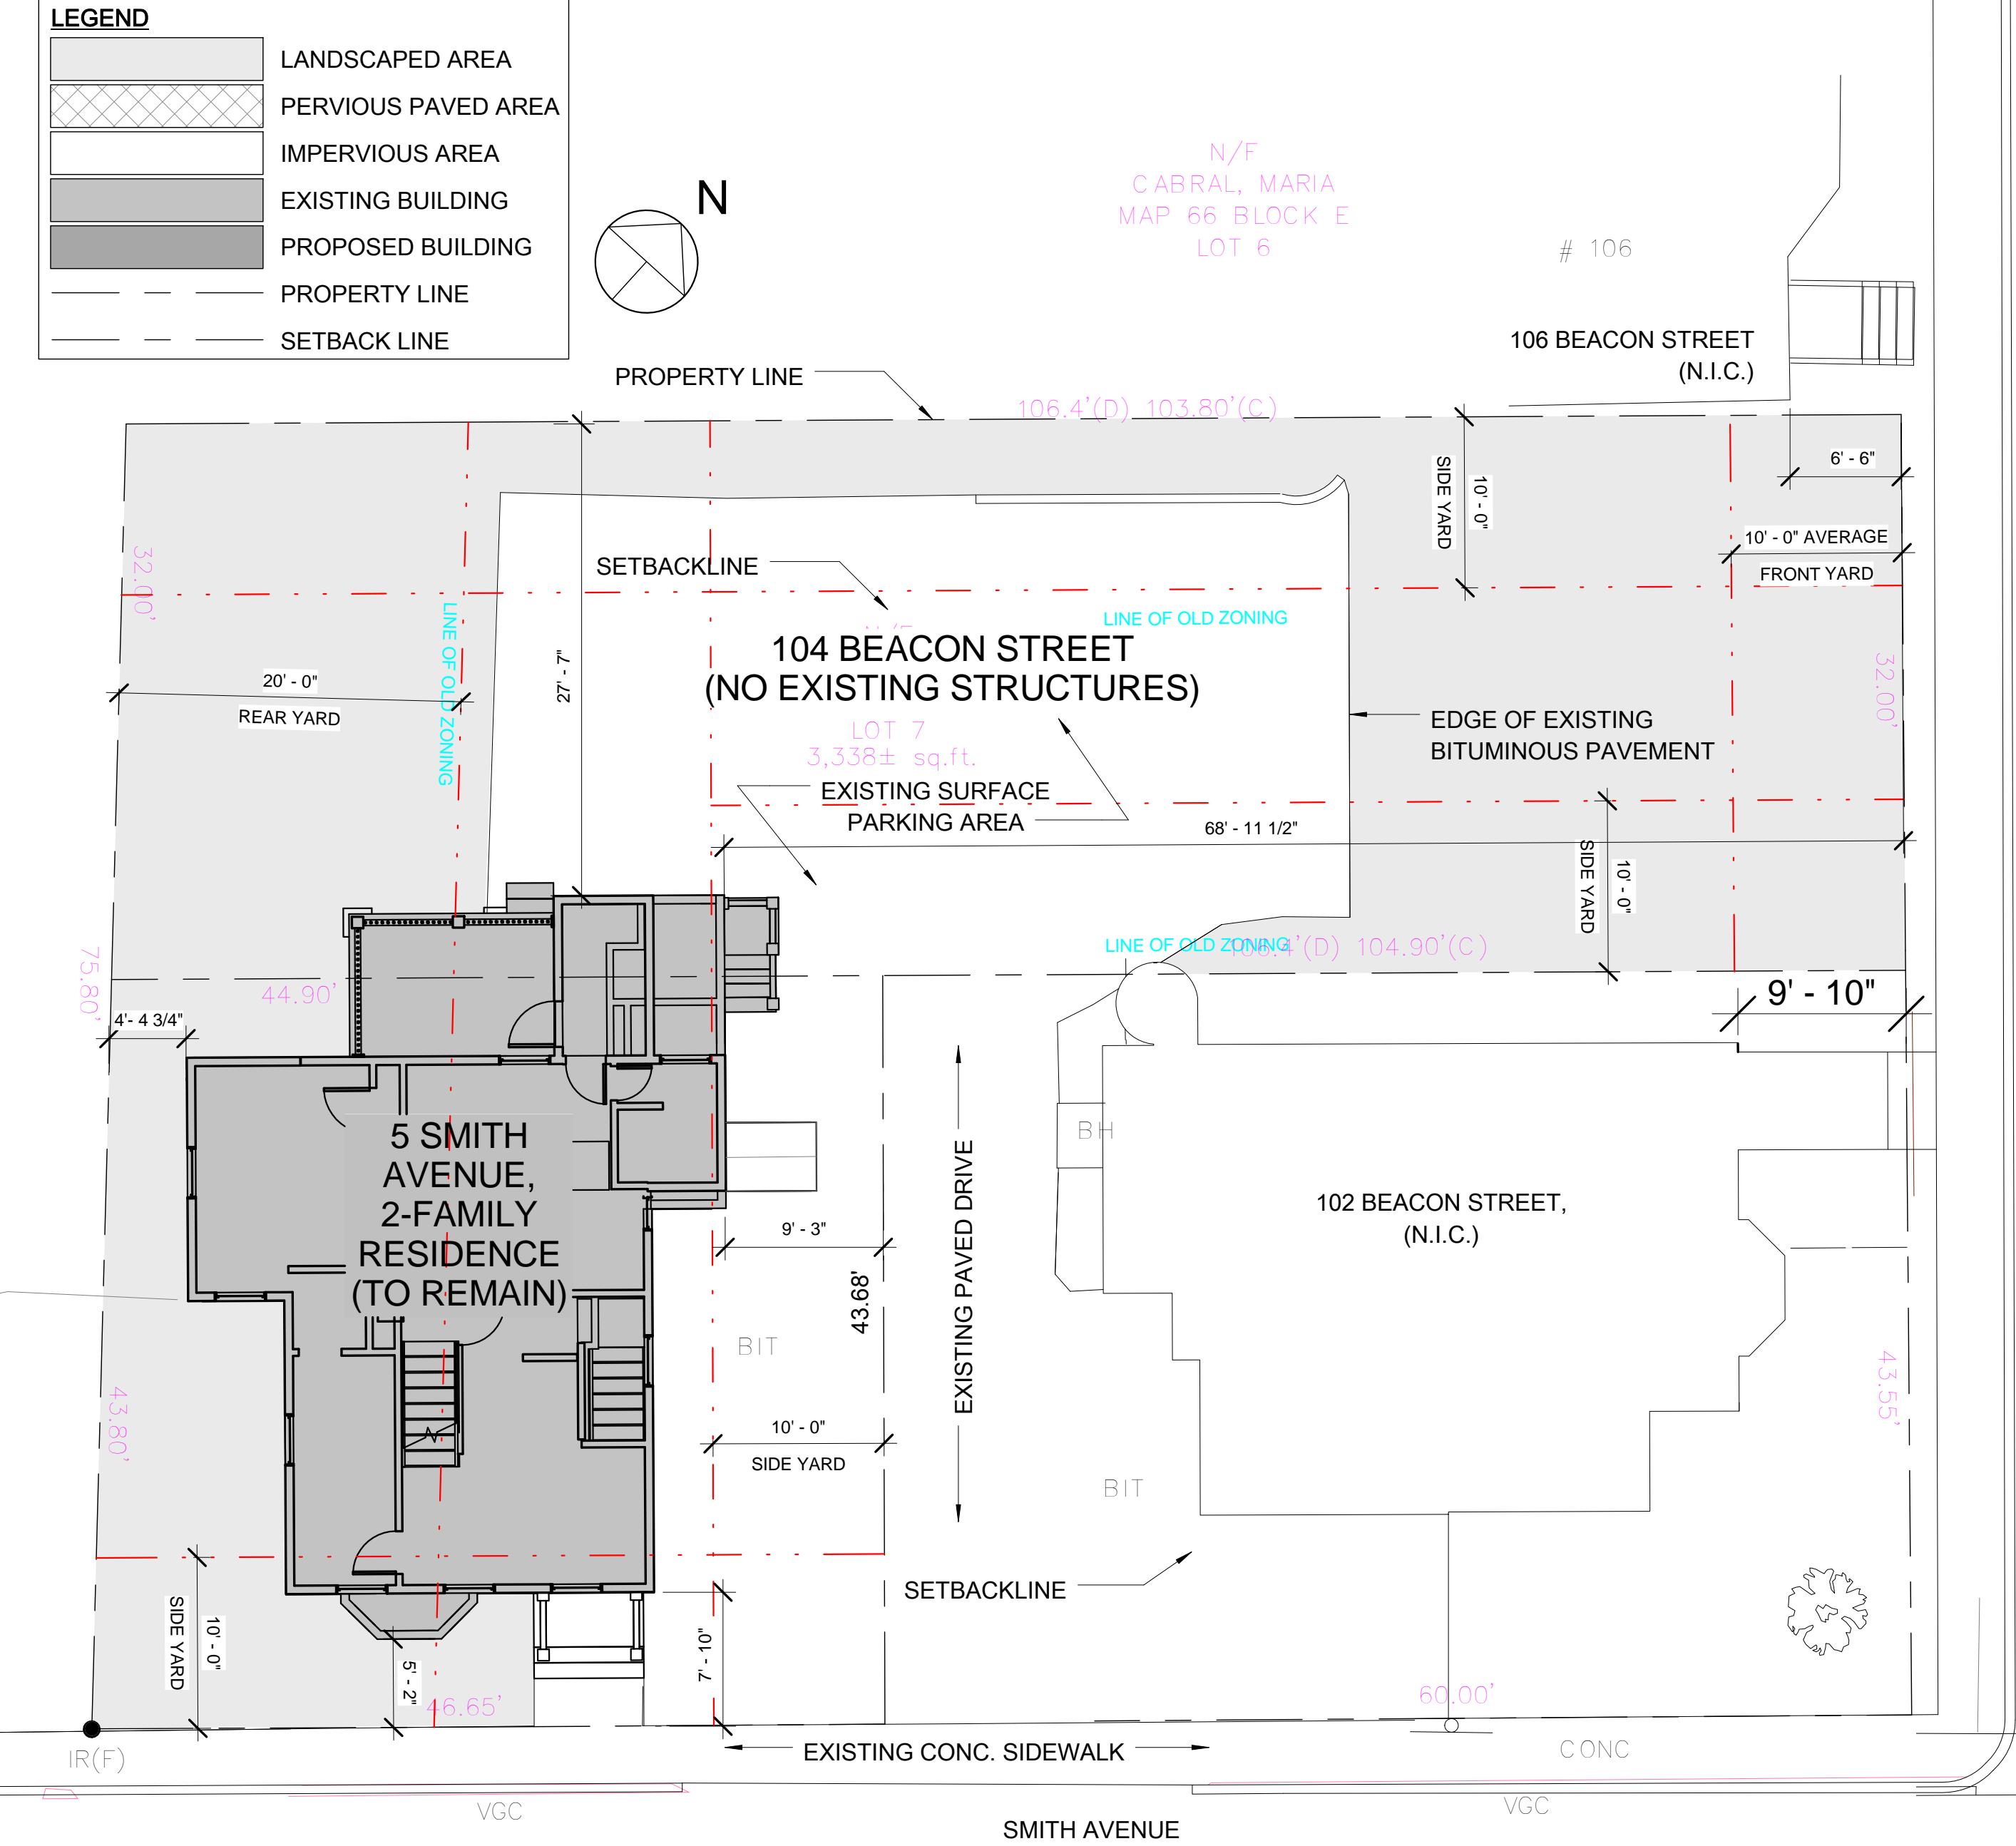 LEGEND
LANDSCAPED AREA
PERVIOUS PAVED AREA
IMPERVIOUS AREA
EXISTING BUILDING
PROPOSED BUILDING
PROPERTY LINE
SETBACK LINE
N
N/F
CABRAL, MARIA
MAP 66 BLOCK E
LOT 6
# 106
106 BEACON STREET
(N.I.C.)
PROPERTY LINE
106.4'(D) 103.80'(C)
6' - 6"
SIDE YARD
10' - 0"
10' - 0" AVERAGE
FRONT YARD
32.00'
SETBACKLINE
LINE OF OLD ZONING
LINE OF OLD ZONING
27' - 7"
104 BEACON STREET
(NO EXISTING STRUCTURES)
20' - 0"
REAR YARD
32.00'
LOT 7
3,338± sq.ft.
EDGE OF EXISTING
BITUMINOUS PAVEMENT
EXISTING SURFACE
PARKING AREA
68' - 11 1/2"
SIDE YARD
10' - 0"
LINE OF OLD ZONING
(D) 104.90'(C)
75.80'
44.90'
4'- 4 3/4"
9' - 10"
5 SMITH
AVENUE,
2-FAMILY
RESIDENCE
(TO REMAIN)
BH
EXISTING PAVED DRIVE
102 BEACON STREET,
(N.I.C.)
9' - 3"
43.68'
BIT
43.80'
43.55'
10' - 0"
SIDE YARD
BIT
SETBACKLINE
SIDE YARD
10' - 0"
5' - 2"
7' - 10"
46.65'
60.00'
IR(F)
EXISTING CONC. SIDEWALK
CONC
VGC
VGC
SMITH AVENUE